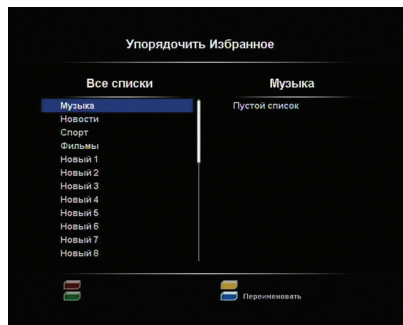 Упорядочить Избранное
Все списки
Музыка
Музыка
Пустой список
Новости
Спорт
Фильмы
Новый 1
Новый 2
Новый 3
Новый 4
Новый 5
Новый 6
Новый 7
Новый 8
Переименовать